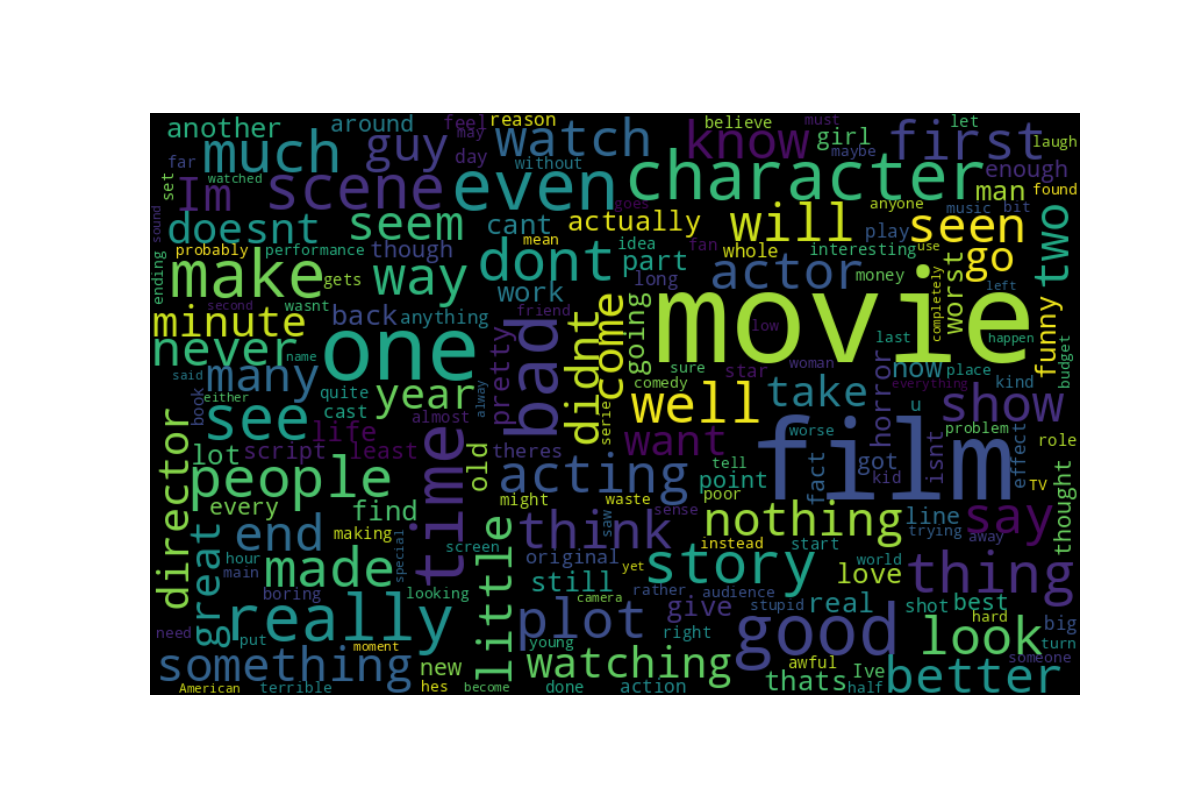 another around feel reason believe must let
much guy may watch know girl first laugh
far day without maybe enough
set watched Im scene even character man found
goes anyone music bit
sound doesnt seem cant actually will play seen two
probably performance though mean idea fan whole interesting use go
ending make gets way dont part actor money completely worst
second wasnt work long left
minute back anything friend going movie low funny
never name one bad didnt come last happen budget
said many year pretty sure star woman now place
either quite comedy everything kind
book see cast almost alway serie well take horror u show
director life want worse problem
lot script least theres fact got isnt effect role
people time old acting tell film kid TV
every find might waste point poor
great end making little think saw sense nothing line say thought
special screen original instead start trying away
hour made yet story world love thing
main boring looking still camera rather audience real shot best
need really plot give stupid good hard big
put moment young right look turn
something new watching awful someone
American terrible hes become done action thats Ive half better